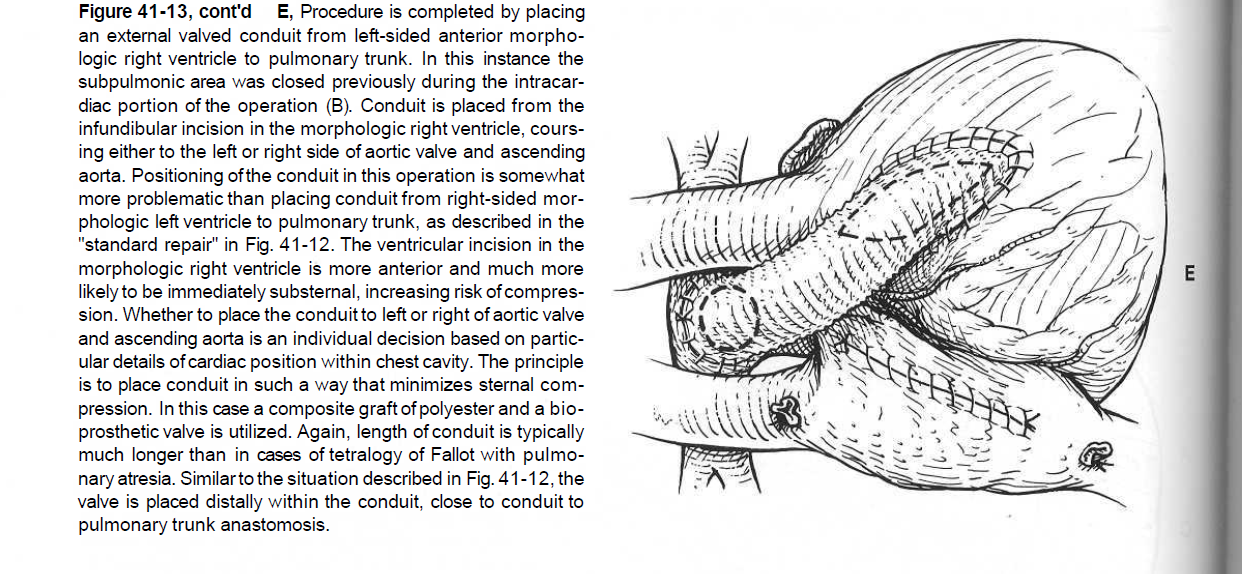 Figure 41-13, cont'd E, Procedure is completed by placing
an external valved conduit from left-sided anterior morpho-
logic right ventricle to pulmonary trunk. In this instance the
subpulmonic area was closed previously during the intracar-
diac portion of the operation (B). Conduit is placed from the
infundibular incision in the morphologic right ventricle, cours-
ing either to the left or right side of aortic valve and ascending
aorta. Positioning of the conduit in this operation is somewhat
more problematic than placing conduit from right-sided mor-
phologic left ventricle to pulmonary trunk, as described in the
"standard repair" in Fig. 41-12. The ventricular incision in the
morphologic right ventricle is more anterior and much more
likely to be immediately substernal, increasing risk of compres-
sion. Whether to place the conduit to left or right of aortic valve
and ascending aorta is an individual decision based on partic-
ular details of cardiac position within chest cavity. The principle
is to place conduit in such a way that minimizes sternal com-
pression. In this case a composite graft of polyester and a bio-
prosthetic valve is utilized. Again, length of conduit is typically
much longer than in cases of tetralogy of Fallot with pulmo-
nary atresia. Similar to the situation described in Fig. 41-12, the
valve is placed distally within the conduit, close to conduit to
pulmonary trunk anastomosis.
E